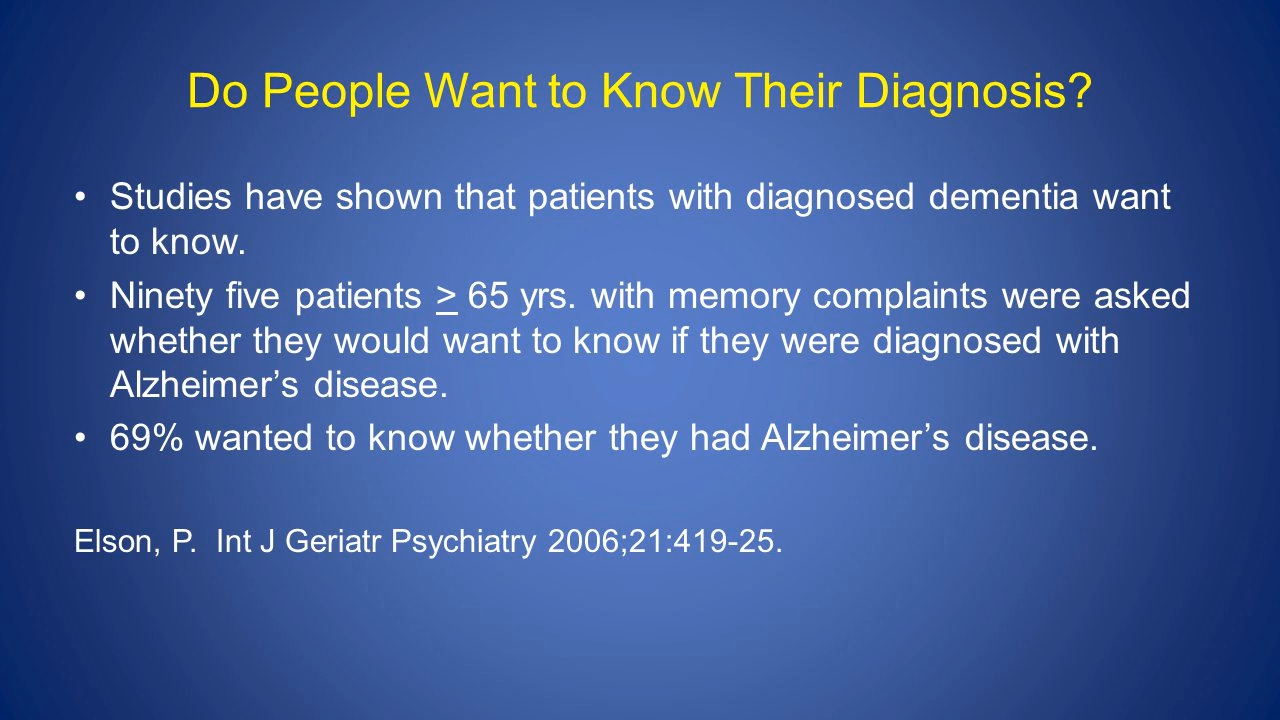 Do People Want to Know Their Diagnosis?
• Studies have shown that patients with diagnosed dementia want
to know.
• Ninety five patients ≥ 65 yrs. with memory complaints were asked
whether they would want to know if they were diagnosed with
Alzheimer’s disease.
• 69% wanted to know whether they had Alzheimer’s disease.
Elson, P. Int J Geriatr Psychiatry 2006;21:419-25.